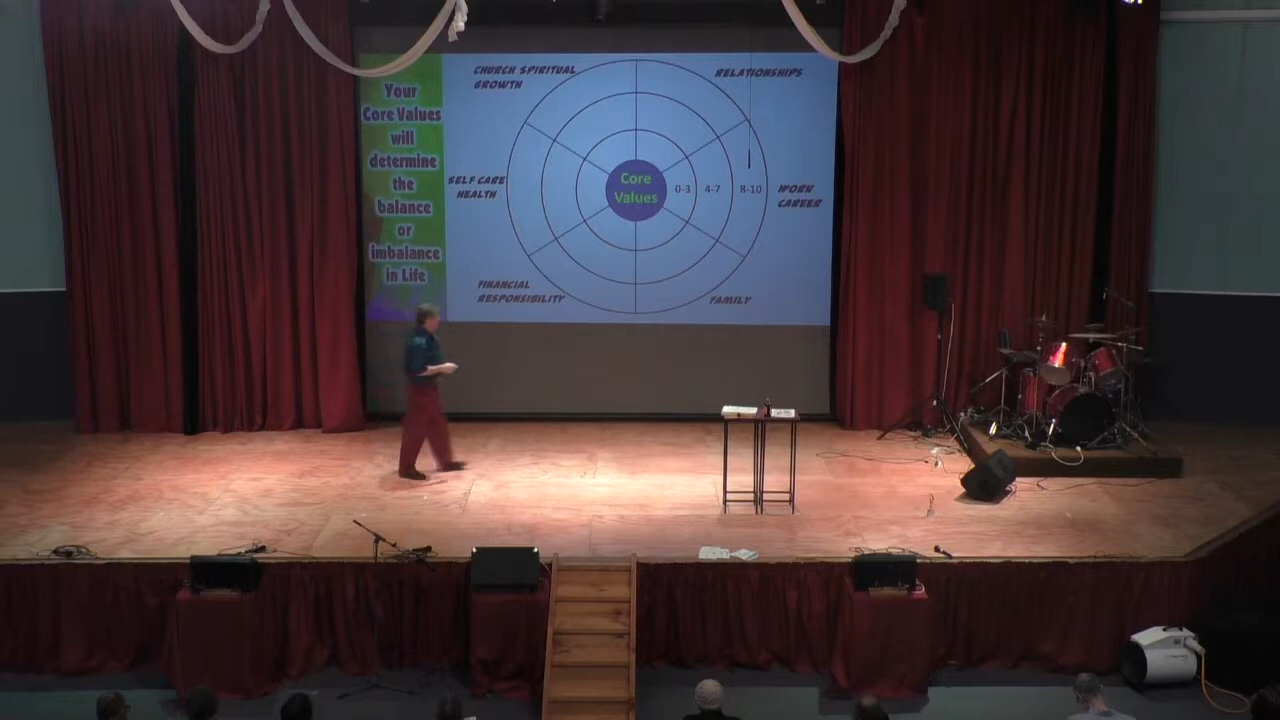 Your
Core Values
will
determine
the
balance
or
imbalance
in Life
CHURCH SPIRITUAL
GROWTH
RELATIONSHIPS
SELF CARE
HEALTH
Core
Values
0-3
4-7
8-10
WORK
CAREER
FINANCIAL
RESPONSIBILITY
FAMILY